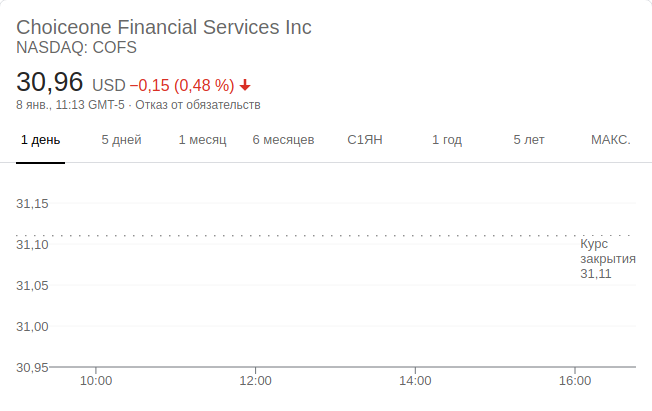 Choiceone Financial Services Inc
NASDAQ: COFS
30,96 USD −0,15 (0,48 %)
8 янв., 11:13 GMT-5 · Отказ от обязательств
1 день 5 дней 1 месяц 6 месяцев С1ЯН 1 год 5 лет МАКС.
31,15
31,10
Курс
закрытия
31,11
31,05
31,00
30,95
10:00 12:00 14:00 16:00